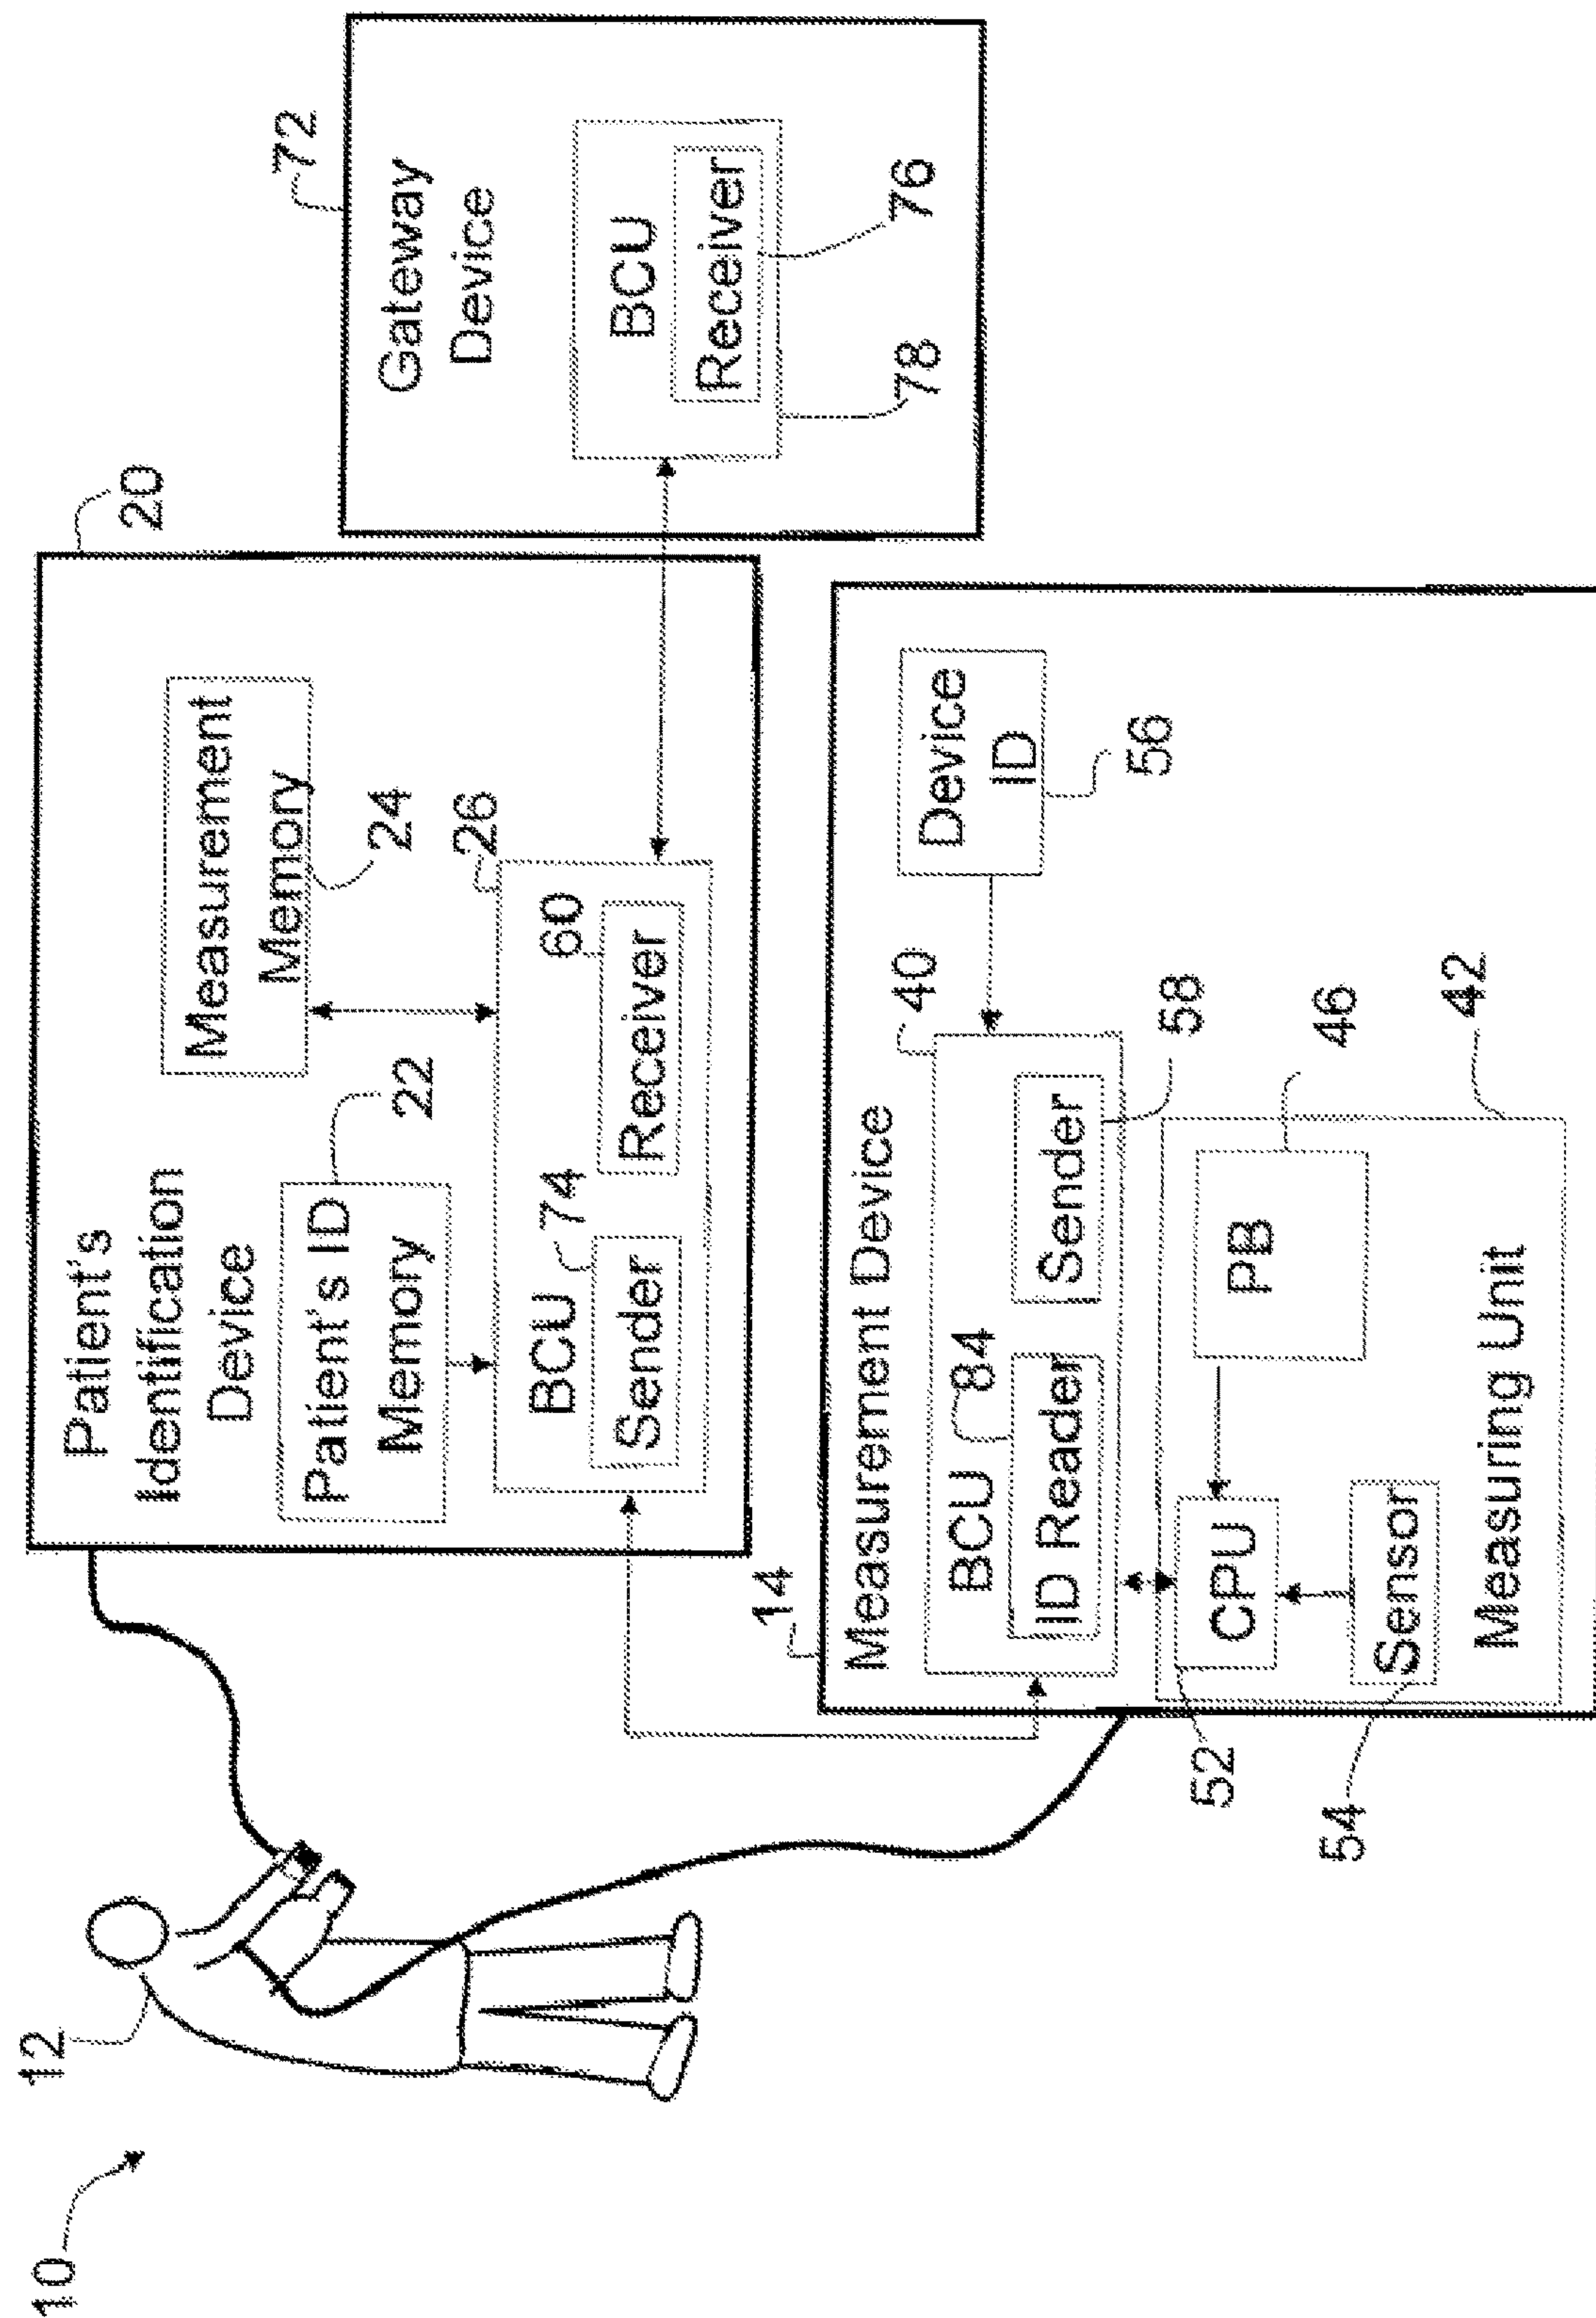 10
12
Patient's
Identification
Device
20
Patient's ID
Memory
22
Measurement
Memory
24
26
BCU
74
Sender
60
Receiver
72
Gateway
Device
BCU
Receiver
76
78
14
Measurement Device
40
BCU
84
ID Reader
Sender
58
Device
ID
56
CPU
52
PB
46
Sensor
54
Measuring Unit
42